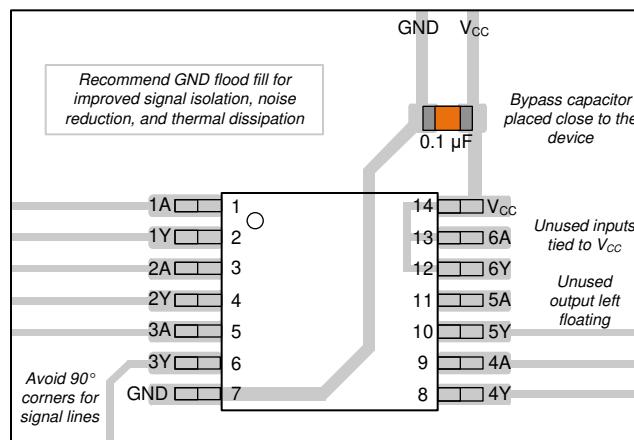 GND VCC
Recommend GND flood fill for
improved signal isolation, noise
reduction, and thermal dissipation
Bypass capacitor
placed close to the
device
0.1 µF
1A 1 14 VCC
1Y 2 13 6A
2A 3 12 6Y
2Y 4 11 5A
3A 5 10 5Y
3Y 6 9 4A
GND 7 8 4Y
Unused inputs
tied to VCC
Unused
output left
floating
Avoid 90°
corners for
signal lines